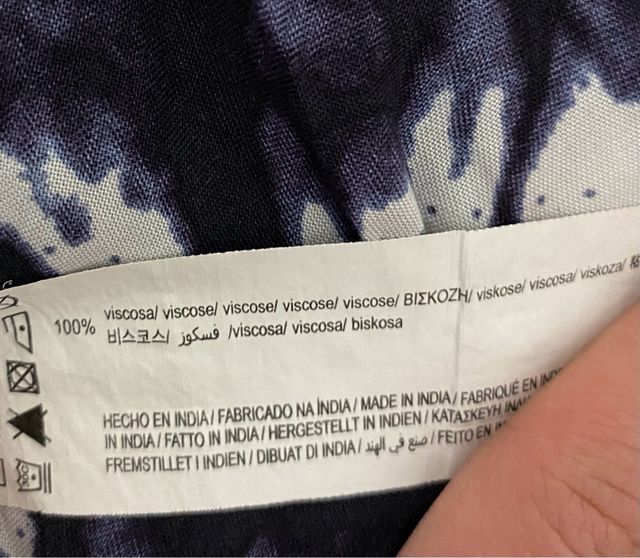 100% viscosa/ viscose/ viscose/ viscose/ viscose/ ΒΙΣΚΟΖΗ/ viskose/ viscosa/ viskoza/
비스코스/ فسكوز /viscosa/ viscosa/ biskosa
HECHO EN INDIA / FABRICADO NA ÍNDIA / MADE IN INDIA / FABRIQUÉ EN
IN INDIA / FATTO IN INDIA / HERGESTELLT IN INDIEN / ΚΑΤΑΣΚΕΥΗ
FREMSTILLET I INDIEN / DIBUAT DI INDIA / صنع في الهند / FEITO EN